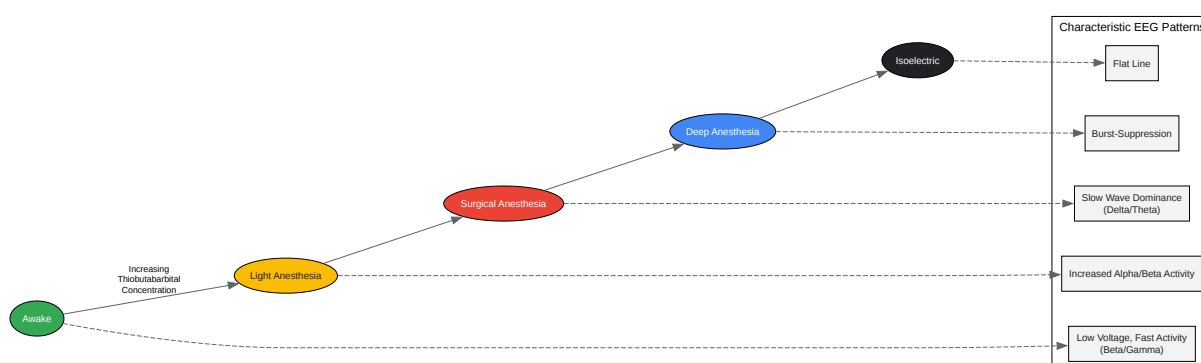 Characteristic EEG Patterns
Isoelectric
Flat Line
Deep Anesthesia
Burst-Suppression
Surgical Anesthesia
Slow Wave Dominance
(Delta/Theta)
Increasing
Thiobutabarbital
Concentration
Light Anesthesia
Increased Alpha/Beta Activity
Awake
Low Voltage, Fast Activity
(Beta/Gamma)